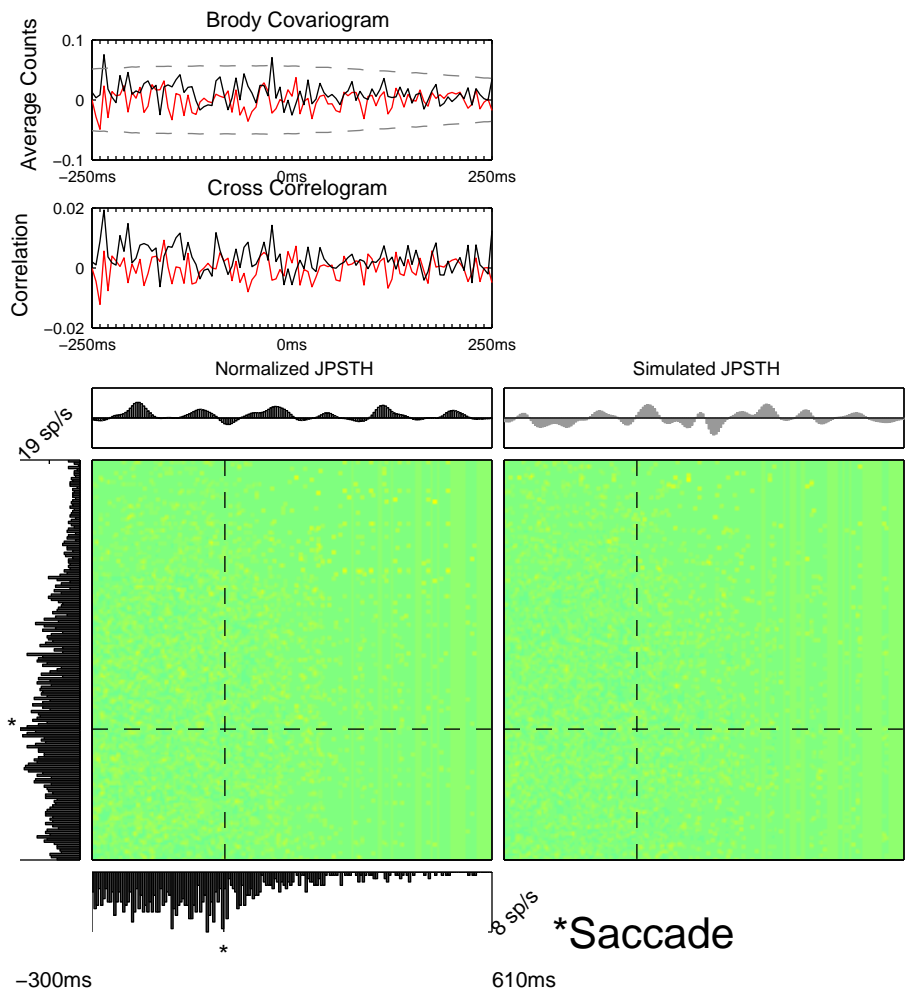 Brody Covariogram
Average Counts
0.1
0
−0.1
−250ms
0ms
250ms
Cross Correlogram
Correlation
0.02
0
−0.02
−250ms
0ms
250ms
Normalized JPSTH
Simulated JPSTH
19 sp/s
*
8 sp/s
*
*Saccade
−300ms
610ms